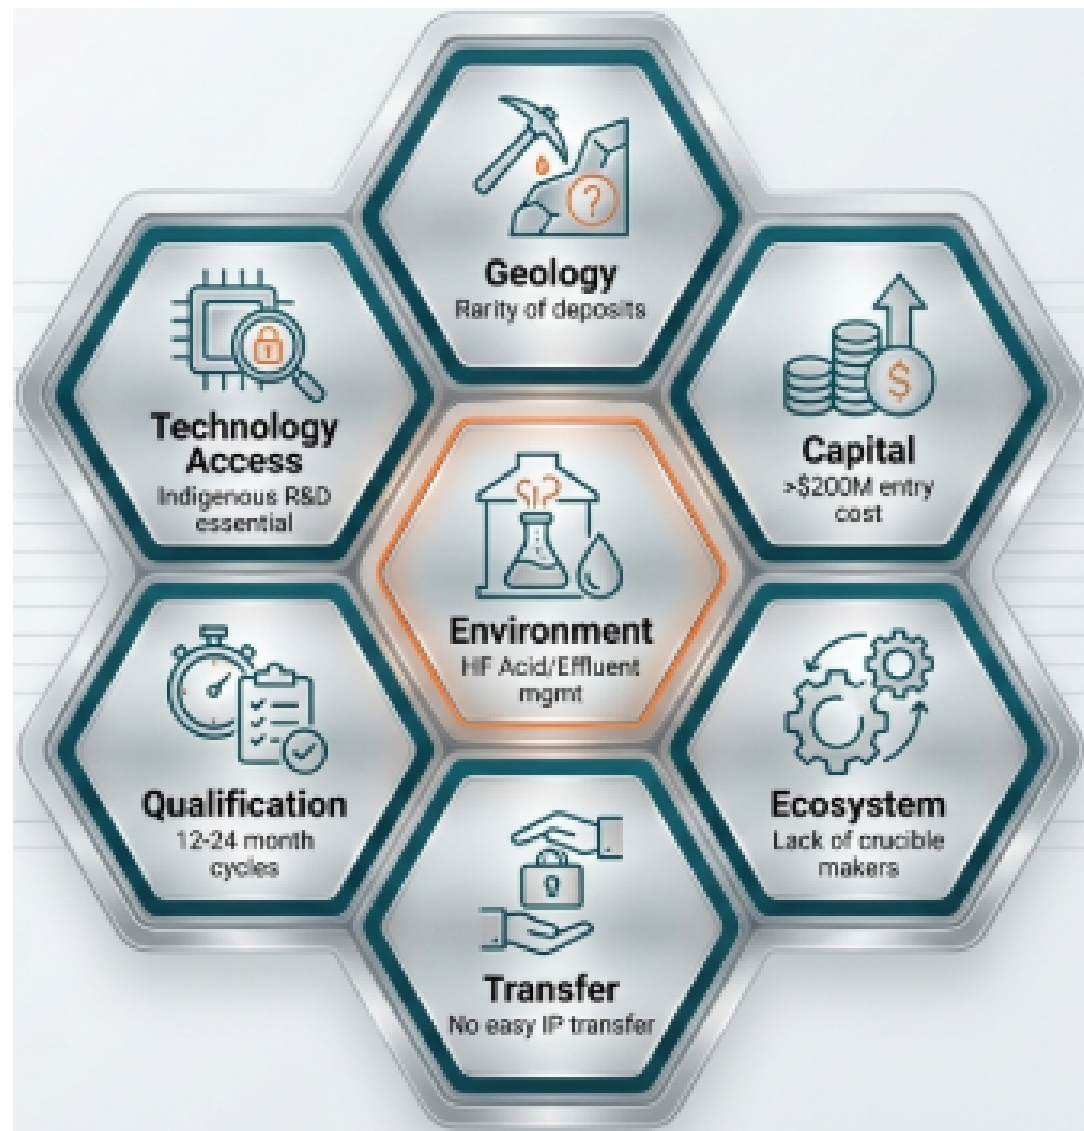 Geology
Rarity of deposits
Technology
Access
Indigenous R&D
essential
Capital
>$200M entry
cost
Environment
HF Acid/Effluent
mgmt
Qualification
12-24 month
cycles
Ecosystem
Lack of crucible
makers
Transfer
No easy IP transfer